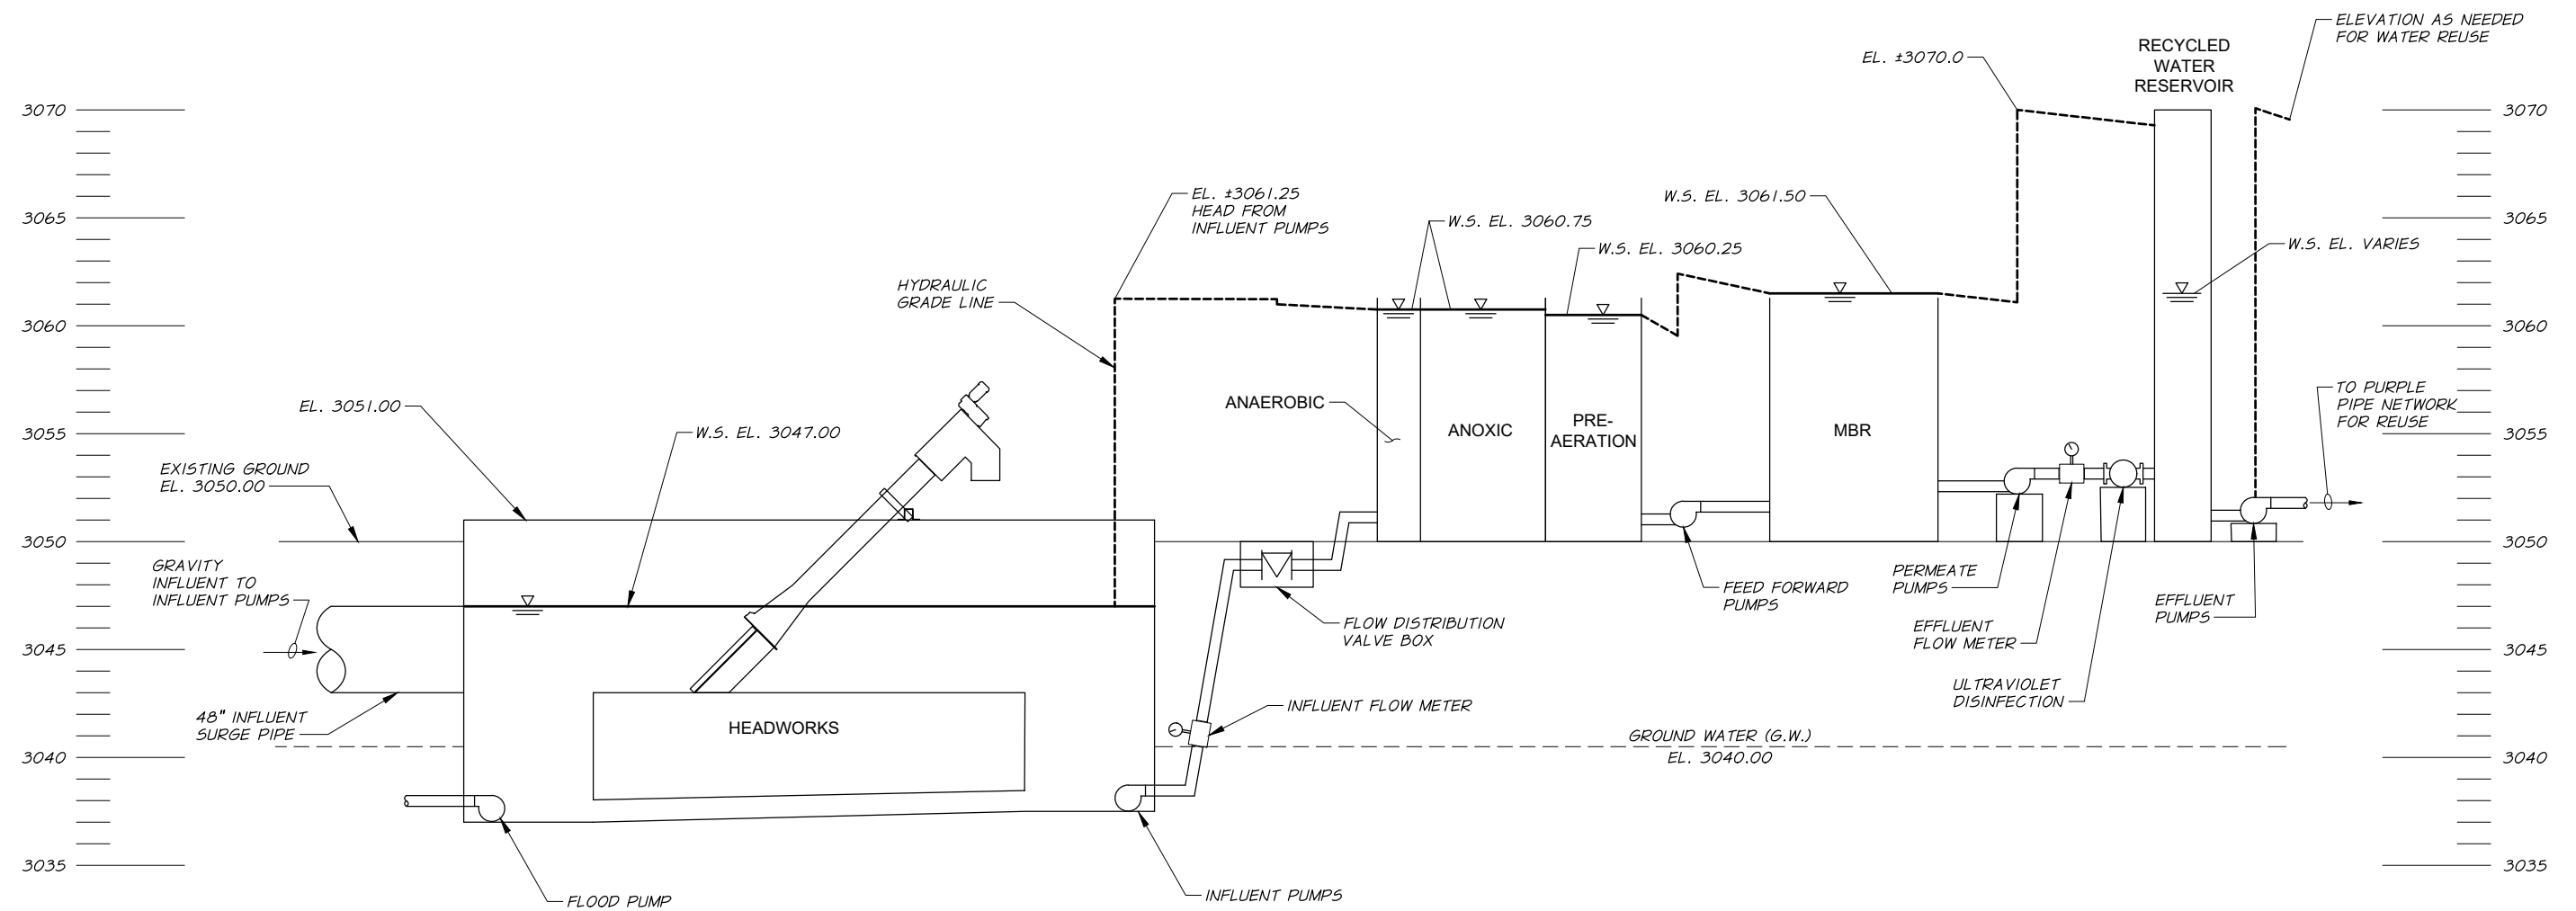 ELEVATION AS NEEDED
FOR WATER REUSE
RECYCLED
WATER
RESERVOIR
EL. ±3070.0
3070
3065
3060
3055
3050
3045
3040
3035
EL. ±3061.25
HEAD FROM
INFLUENT PUMPS
W.S. EL. 3060.75
W.S. EL. 3061.50
W.S. EL. 3060.25
W.S. EL. VARIES
HYDRAULIC
GRADE LINE
EL. 3051.00
W.S. EL. 3047.00
EXISTING GROUND
EL. 3050.00
GRAVITY
INFLUENT TO
INFLUENT PUMPS
48" INFLUENT
SURGE PIPE
HEADWORKS
FLOOD PUMP
INFLUENT PUMPS
INFLUENT FLOW METER
FLOW DISTRIBUTION
VALVE BOX
ANAEROBIC
ANOXIC
PRE-
AERATION
MBR
FEED FORWARD
PUMPS
PERMEATE
PUMPS
EFFLUENT
FLOW METER
ULTRAVIOLET
DISINFECTION
EFFLUENT
PUMPS
TO PURPLE
PIPE NETWORK
FOR REUSE
GROUND WATER (G.W.)
EL. 3040.00
3070
3065
3060
3055
3050
3045
3040
3035